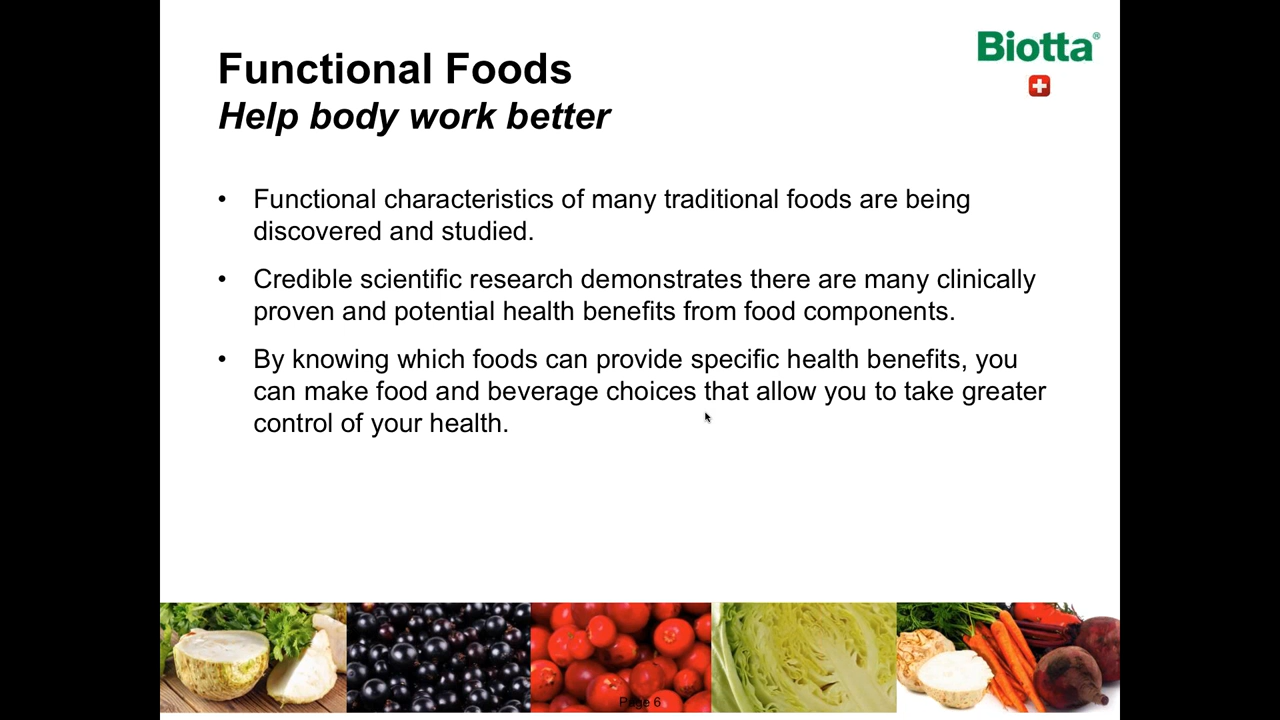 Biotta®
Functional Foods
Help body work better
• Functional characteristics of many traditional foods are being
discovered and studied.
• Credible scientific research demonstrates there are many clinically
proven and potential health benefits from food components.
• By knowing which foods can provide specific health benefits, you
can make food and beverage choices that allow you to take greater
control of your health.
Page 6